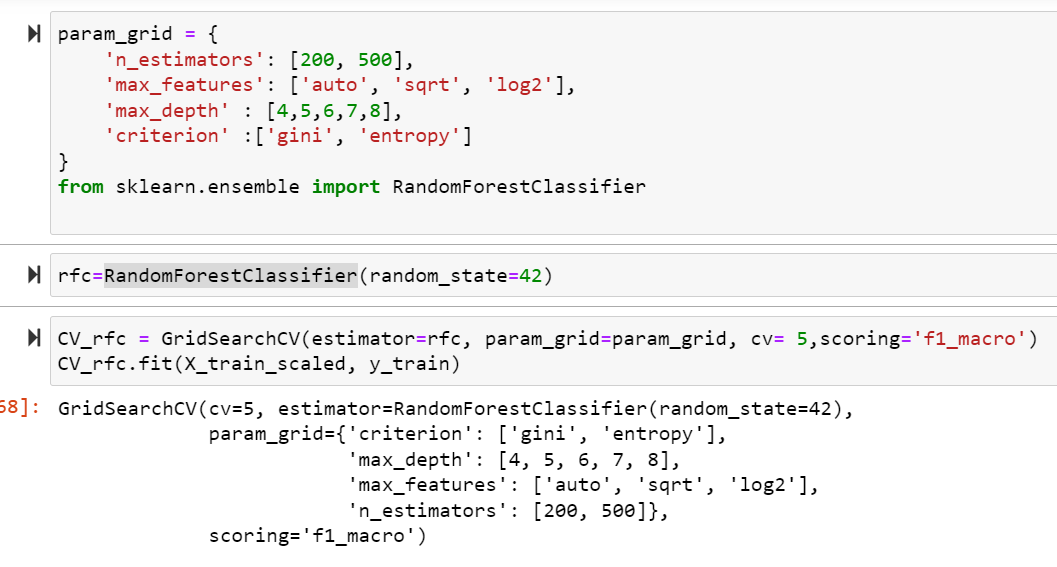 param_grid = {
    'n_estimators': [200, 500],
    'max_features': ['auto', 'sqrt', 'log2'],
    'max_depth' : [4,5,6,7,8],
    'criterion' :['gini', 'entropy']
}
from sklearn.ensemble import RandomForestClassifier
rfc=RandomForestClassifier(random_state=42)
CV_rfc = GridSearchCV(estimator=rfc, param_grid=param_grid, cv= 5,scoring='f1_macro')
CV_rfc.fit(X_train_scaled, y_train)
68]: GridSearchCV(cv=5, estimator=RandomForestClassifier(random_state=42),
             param_grid={'criterion': ['gini', 'entropy'],
                         'max_depth': [4, 5, 6, 7, 8],
                         'max_features': ['auto', 'sqrt', 'log2'],
                         'n_estimators': [200, 500]},
             scoring='f1_macro')